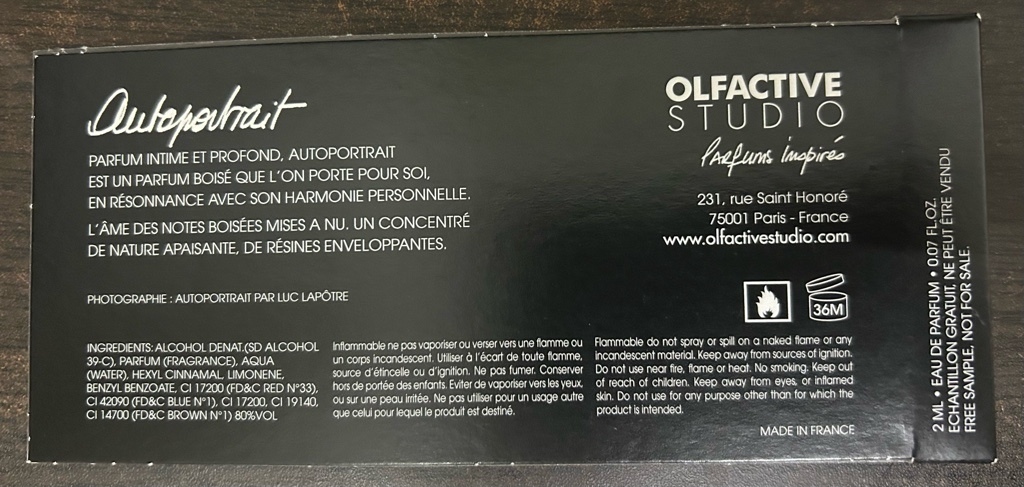 Autoportrait
PARFUM INTIME ET PROFOND, AUTOPORTRAIT
EST UN PARFUM BOISÉ QUE L'ON PORTE POUR SOI,
EN RÉSONNANCE AVEC SON HARMONIE PERSONNELLE.
L'ÂME DES NOTES BOISÉES MISES A NU. UN CONCENTRÉ
DE NATURE APAISANTE, DE RÉSINES ENVELOPPANTES.
PHOTOGRAPHIE : AUTOPORTRAIT PAR LUC LAPÔTRE
OLFACTIVE
STUDIO
Parfums Inspirés
231, rue Saint Honoré
75001 Paris - France
www.olfactivestudio.com
36M
INGREDIENTS: ALCOHOL DENAT.(SD ALCOHOL
39-C), PARFUM (FRAGRANCE), AQUA
(WATER), HEXYL CINNAMAL, LIMONENE,
BENZYL BENZOATE, CI 17200 (FD&C RED N°33),
CI 42090 (FD&C BLUE N°1), CI 17200, CI 19140,
CI 14700 (FD&C BROWN N°1) 80%VOL
Inflammable ne pas vaporiser ou verser vers une flamme ou
un corps incandescent. Utiliser à l'écart de toute flamme,
source d'étincelle ou d'ignition. Ne pas fumer. Conserver
hors de portée des enfants. Eviter de vaporiser vers les yeux,
ou sur une peau irritée. Ne pas utiliser pour un usage autre
que celui pour lequel le produit est destiné.
Flammable do not spray or spill on a naked flame or any
incandescent material. Keep away from sources of ignition.
Do not use near fire, flame or heat. No smoking. Keep out
of reach of children. Keep away from eyes, or inflamed
skin. Do not use for any purpose other than for which the
product is intended.
MADE IN FRANCE
2 ML • EAU DE PARFUM • 0.07 FL.OZ.
ECHANTILLON GRATUIT, NE PEUT ÊTRE VENDU
FREE SAMPLE. NOT FOR SALE.